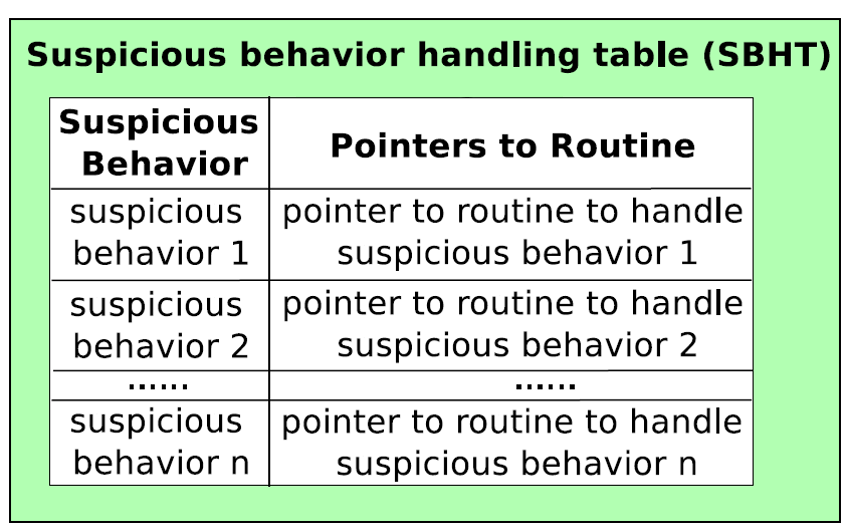 Suspicious behavior handling table (SBHT)
Suspicious
Behavior
Pointers to Routine
suspicious
behavior 1
pointer to routine to handle
suspicious behavior 1
suspicious
behavior 2
pointer to routine to handle
suspicious behavior 2
......
......
suspicious
behavior n
pointer to routine to handle
suspicious behavior n